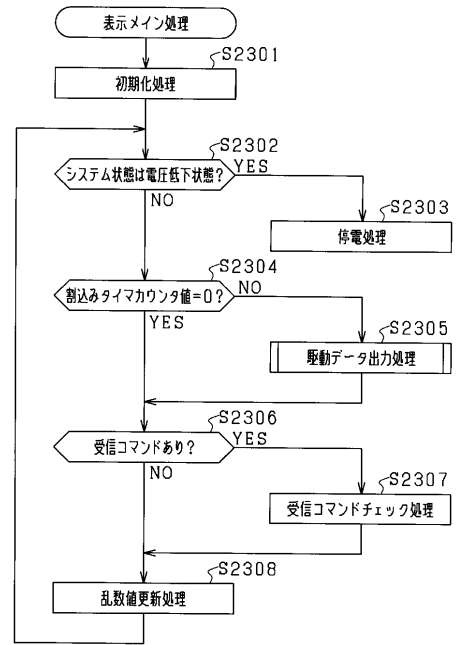 表示メイン処理
S2301
初期化処理
S2302
システム状態は電圧低下状態?
YES
NO
S2303
停電処理
S2304
割込みタイマカウンタ値=0?
NO
YES
S2305
駆動データ出力処理
S2306
受信コマンドあり?
YES
NO
S2307
受信コマンドチェック処理
S2308
乱数値更新処理